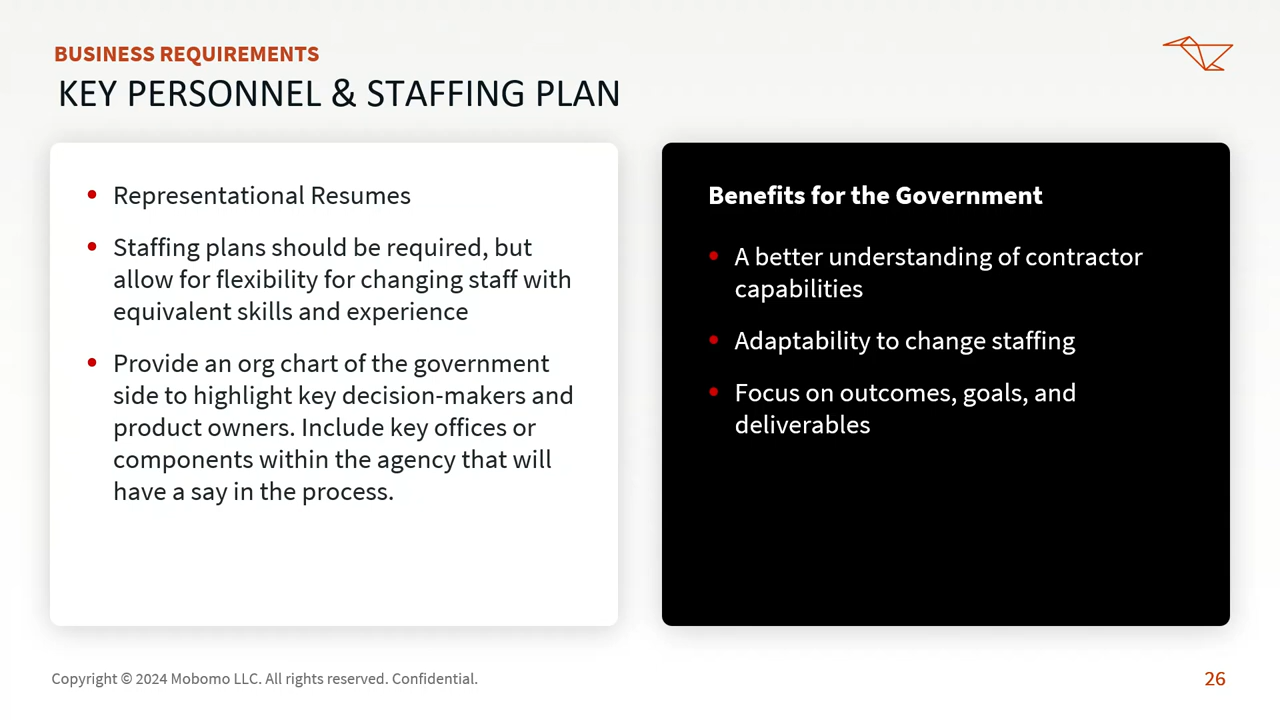 BUSINESS REQUIREMENTS
KEY PERSONNEL & STAFFING PLAN
• Representational Resumes
• Staffing plans should be required, but
allow for flexibility for changing staff with
equivalent skills and experience
• Provide an org chart of the government
side to highlight key decision-makers and
product owners. Include key offices or
components within the agency that will
have a say in the process.
Benefits for the Government
• A better understanding of contractor
capabilities
• Adaptability to change staffing
• Focus on outcomes, goals, and
deliverables
Copyright © 2024 Mobomo LLC. All rights reserved. Confidential.
26